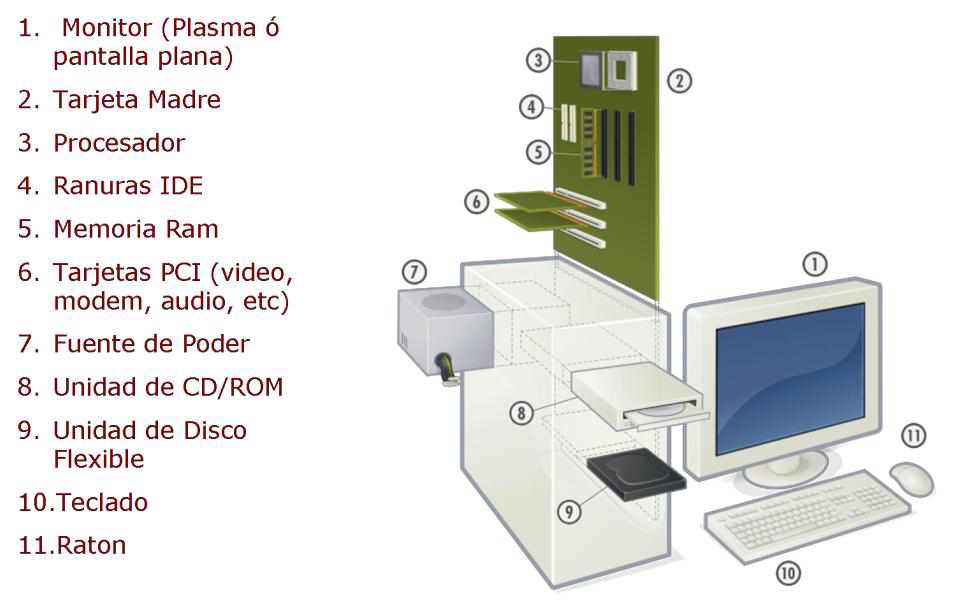 1. Monitor (Plasma ó
pantalla plana)
2. Tarjeta Madre
3. Procesador
4. Ranuras IDE
5. Memoria Ram
6. Tarjetas PCI (video,
modem, audio, etc)
7. Fuente de Poder
8. Unidad de CD/ROM
9. Unidad de Disco
Flexible
10.Teclado
11.Raton
3
2
4
5
6
7
1
8
11
9
10